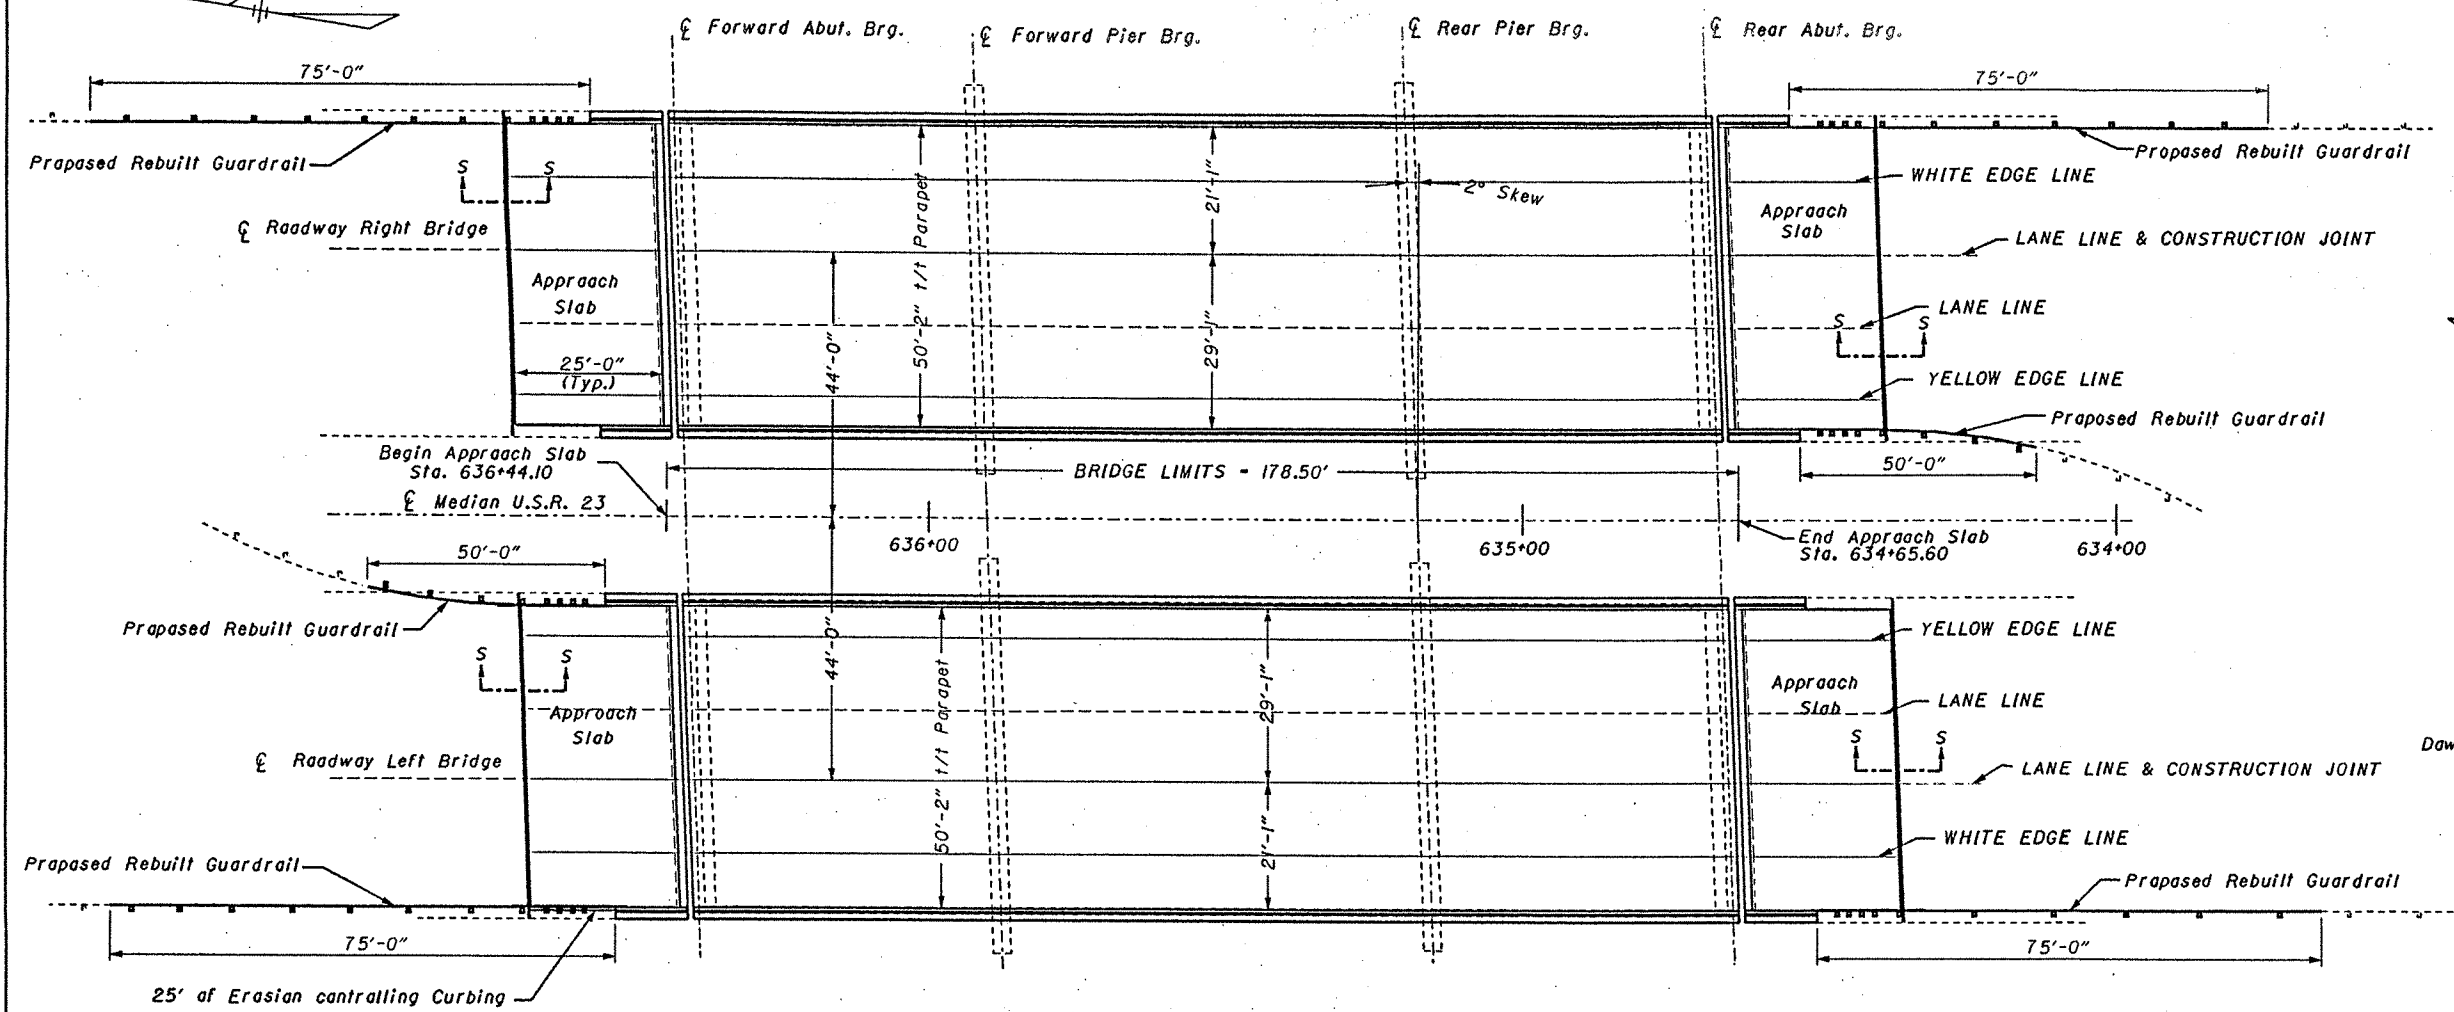 ℄ Forward Abut. Brg.
℄ Forward Pier Brg.
℄ Rear Pier Brg.
℄ Rear Abut. Brg.
75'-0"
75'-0"
Prapased Rebuilt Guardrail
Prapased Rebuilt Guardrail
S S
WHITE EDGE LINE
50'-2" t/t Parapet
21'-1"
2° Skew
Appraach
Slab
℄ Raadway Right Bridge
LANE LINE & CONSTRUCTION JOINT
Appraach
Slab
LANE LINE
S S
29'-1"
44'-0"
25'-0"
(Typ.)
YELLOW EDGE LINE
Prapased Rebuilt Guardrail
Begin Appraach Slab
Sta. 636+44.10
BRIDGE LIMITS = 178.50'
50'-0"
℄ Median U.S.R. 23
636+00
635+00
End Appraach Slab
Sta. 634+65.60
634+00
50'-0"
Prapased Rebuilt Guardrail
YELLOW EDGE LINE
S S
44'-0"
50'-2" t/t Parapet
29'-1"
Appraach
Slab
LANE LINE
Approach
Slab
S S
Daw
℄ Raadway Left Bridge
LANE LINE & CONSTRUCTION JOINT
21'-1"
WHITE EDGE LINE
Prapased Rebuilt Guardrail
Prapased Rebuilt Guardrail
75'-0"
75'-0"
25' af Erasian cantralling Curbing